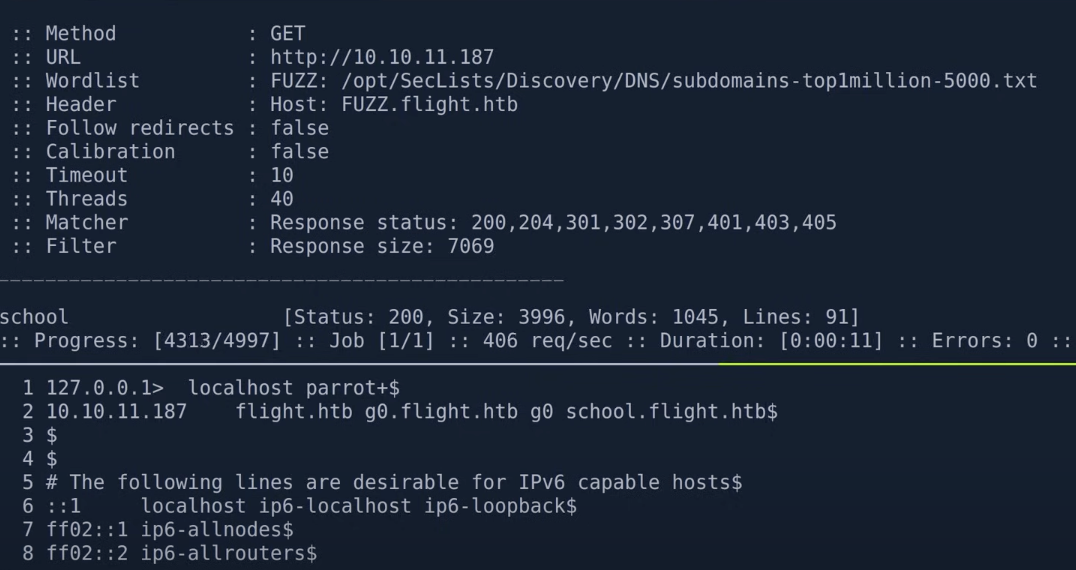 :: Method : GET
:: URL : http://10.10.11.187
:: Wordlist : FUZZ: /opt/SecLists/Discovery/DNS/subdomains-top1million-5000.txt
:: Header : Host: FUZZ.flight.htb
:: Follow redirects : false
:: Calibration : false
:: Timeout : 10
:: Threads : 40
:: Matcher : Response status: 200,204,301,302,307,401,403,405
:: Filter : Response size: 7069
________________________________________________
school [Status: 200, Size: 3996, Words: 1045, Lines: 91]
:: Progress: [4313/4997] :: Job [1/1] :: 406 req/sec :: Duration: [0:00:11] :: Errors: 0 ::
1 127.0.0.1> localhost parrot+$
2 10.10.11.187 flight.htb g0.flight.htb g0 school.flight.htb$
3 $
4 $
5 # The following lines are desirable for IPv6 capable hosts$
6 ::1 localhost ip6-localhost ip6-loopback$
7 ff02::1 ip6-allnodes$
8 ff02::2 ip6-allrouters$